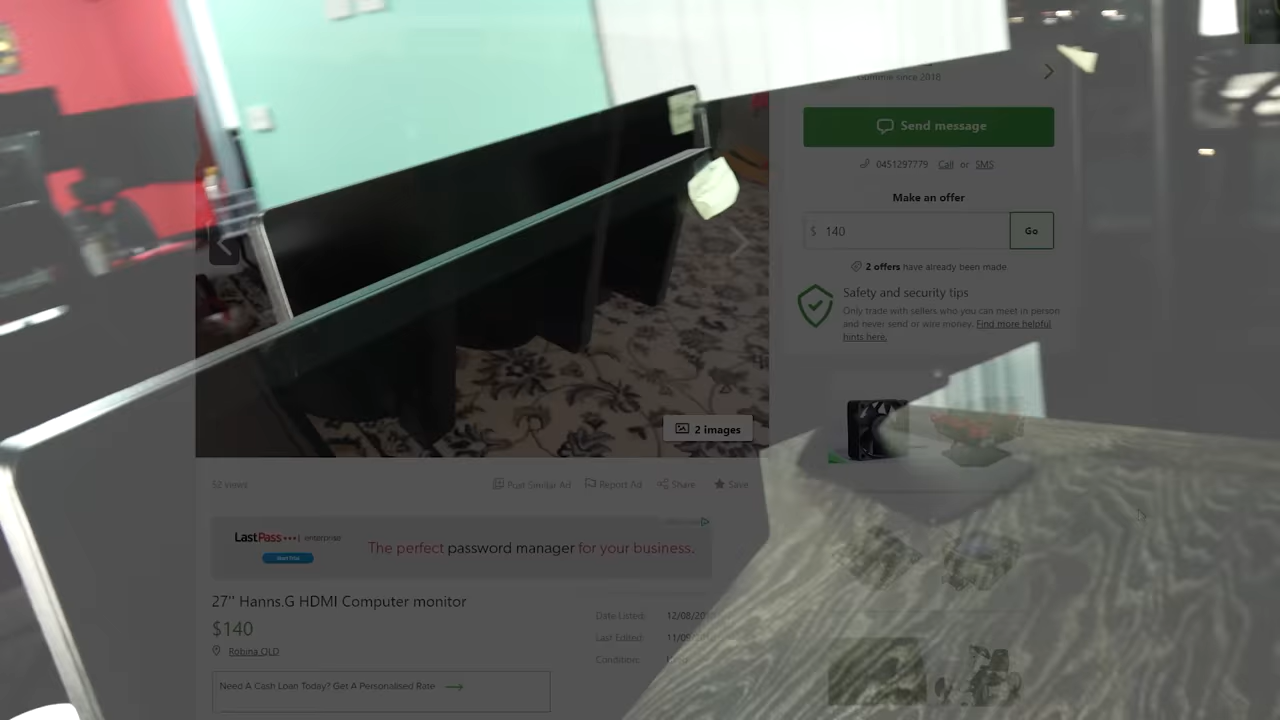 Gummie since 2018
Send message
0451297779 Call or SMS
Make an offer
$ 140
Go
2 offers have already been made
Safety and security tips
Only trade with sellers who you can meet in person
and never send or wire money. Find more helpful
hints here.
2 images
52 Views
Post Similar Ad
Report Ad
Share
Save
LastPass •••| enterprise
The perfect password manager for your business.
27'' Hanns.G HDMI Computer monitor
$140
Robina QLD
Date Listed: 12/08/20
Last Edited: 11/09
Condition:
Need A Cash Loan Today? Get A Personalised Rate